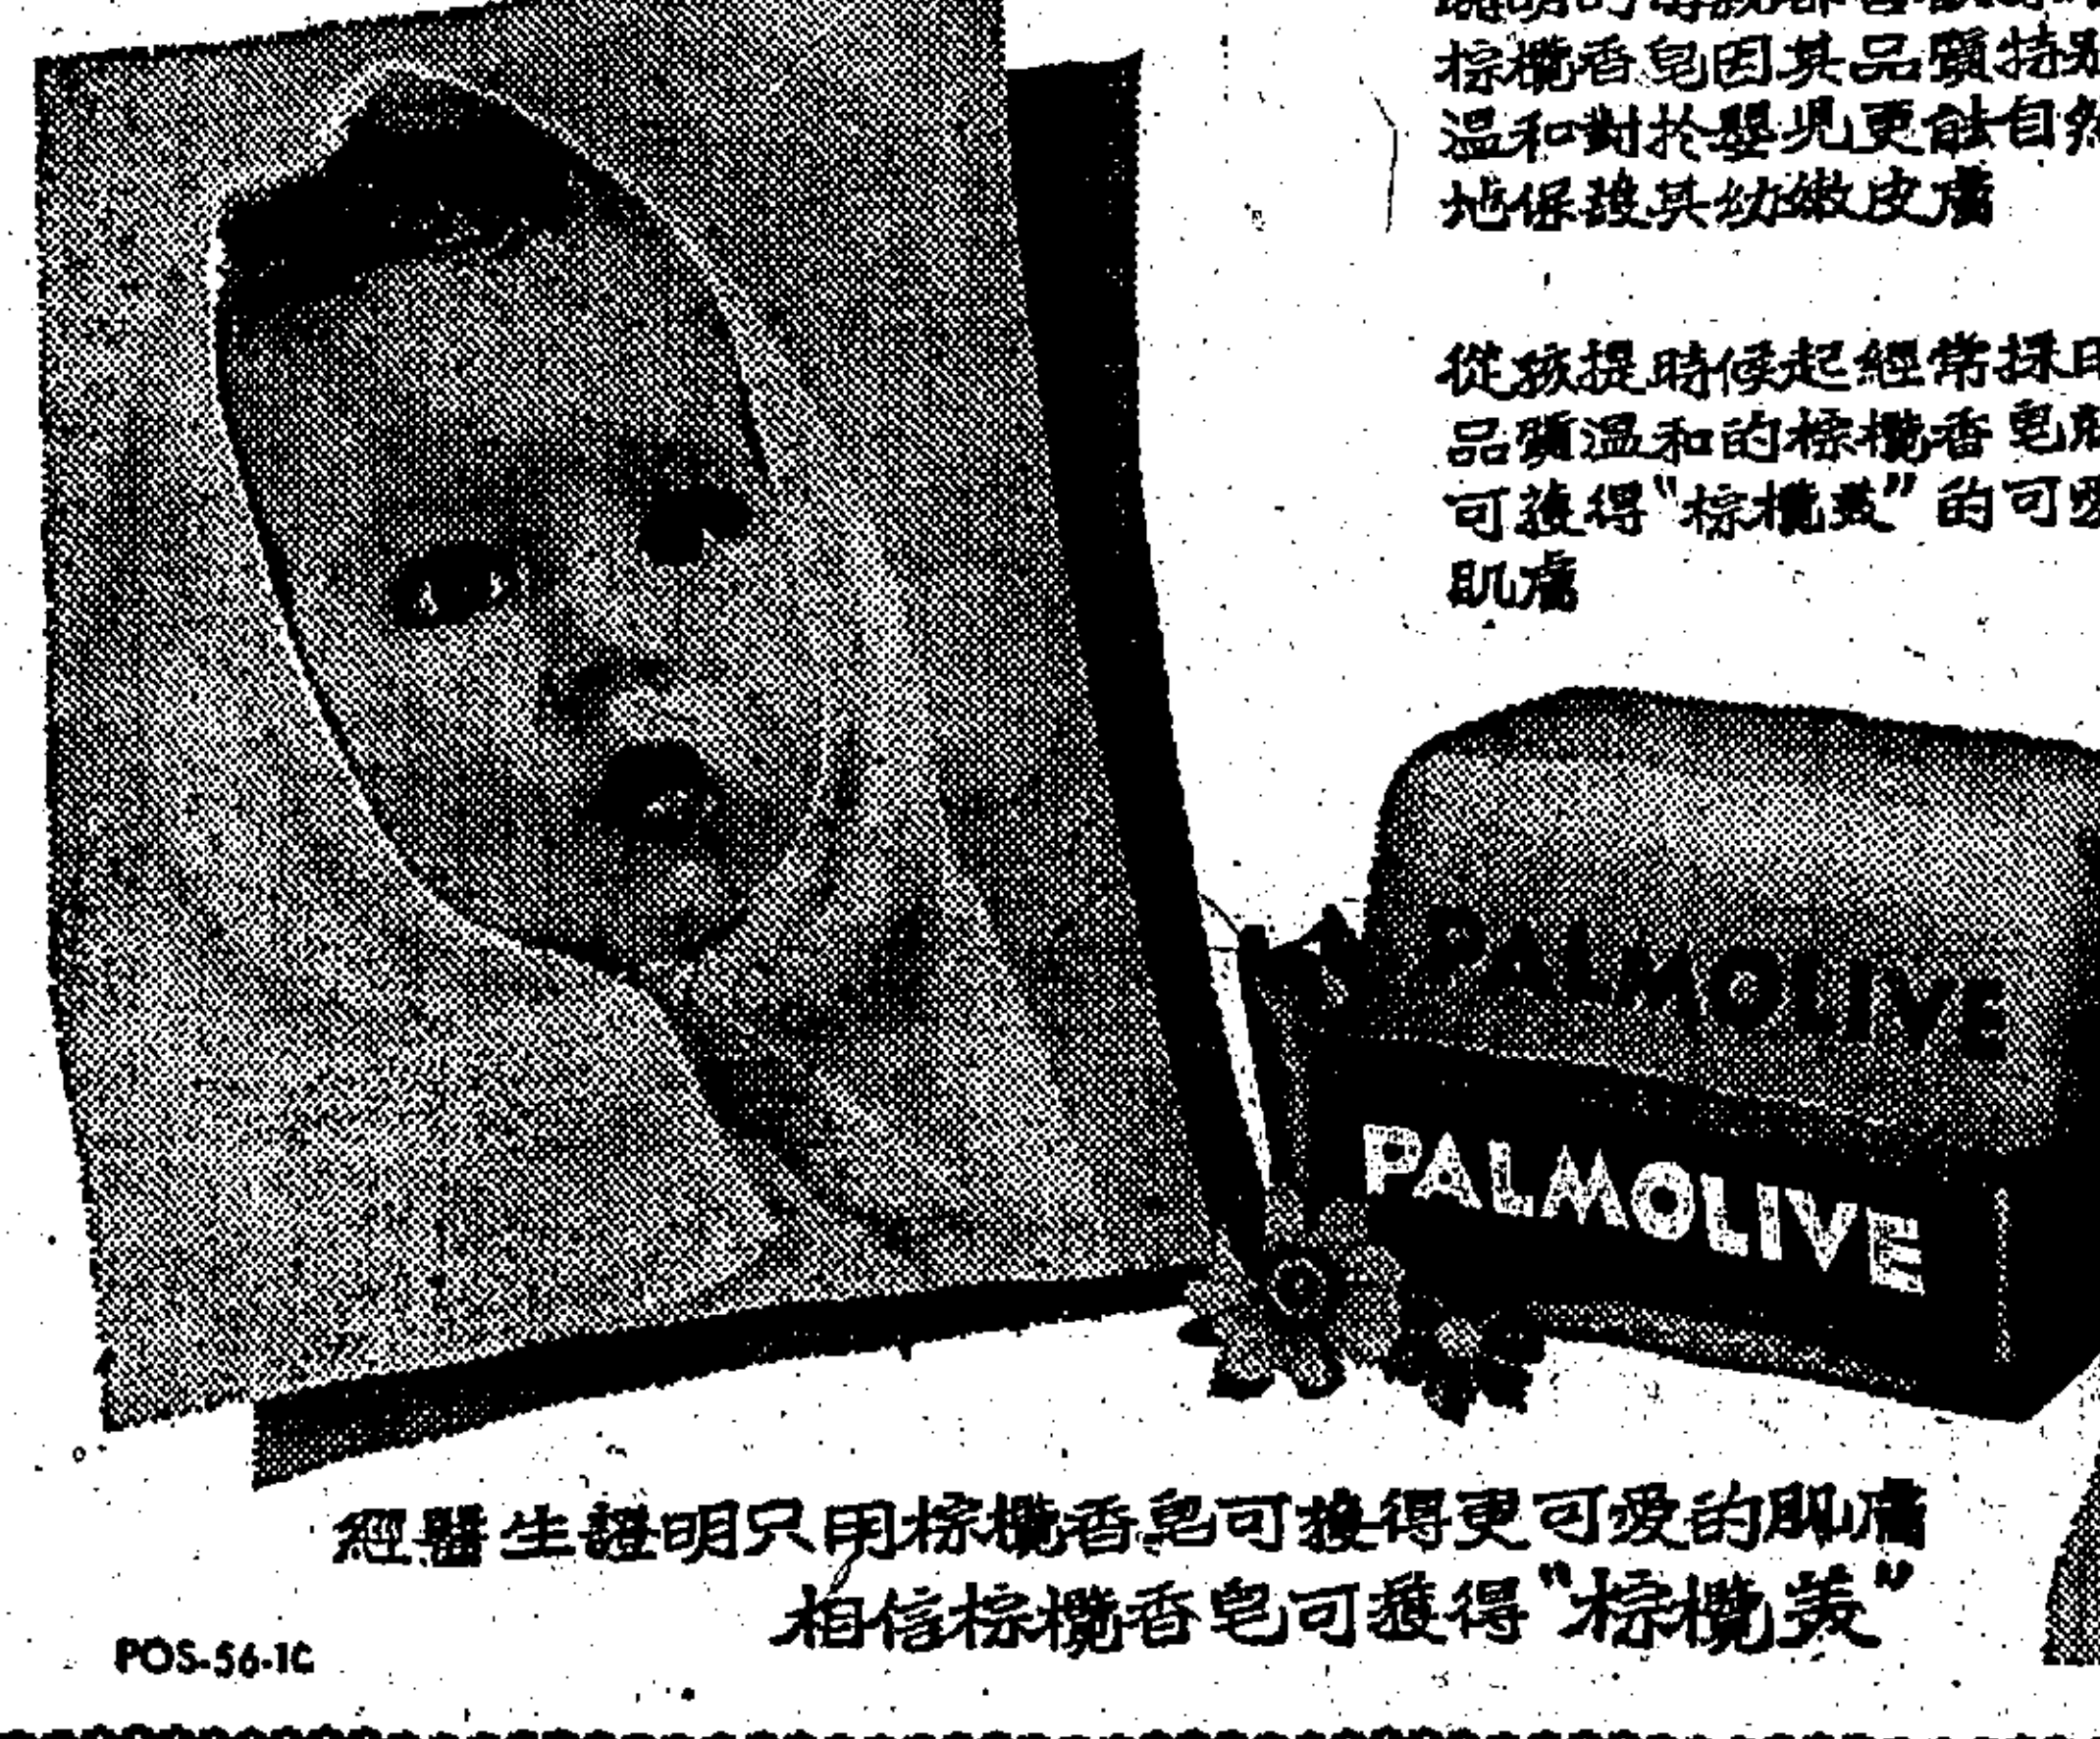 棕欖香皂因其品質特別
溫和對於嬰兒更能自然
地保護其幼嫩皮膚
從孩提時候起經常採用
品質溫和的棕欖香皂
可獲得“棕欖美”的可愛
肌膚
PALMOLIVE
PALMOLIVE
經醫生證明只用棕欖香皂可獲得更可愛的肌膚
相信棕欖香皂可獲得“棕欖美”
POS-56-1C